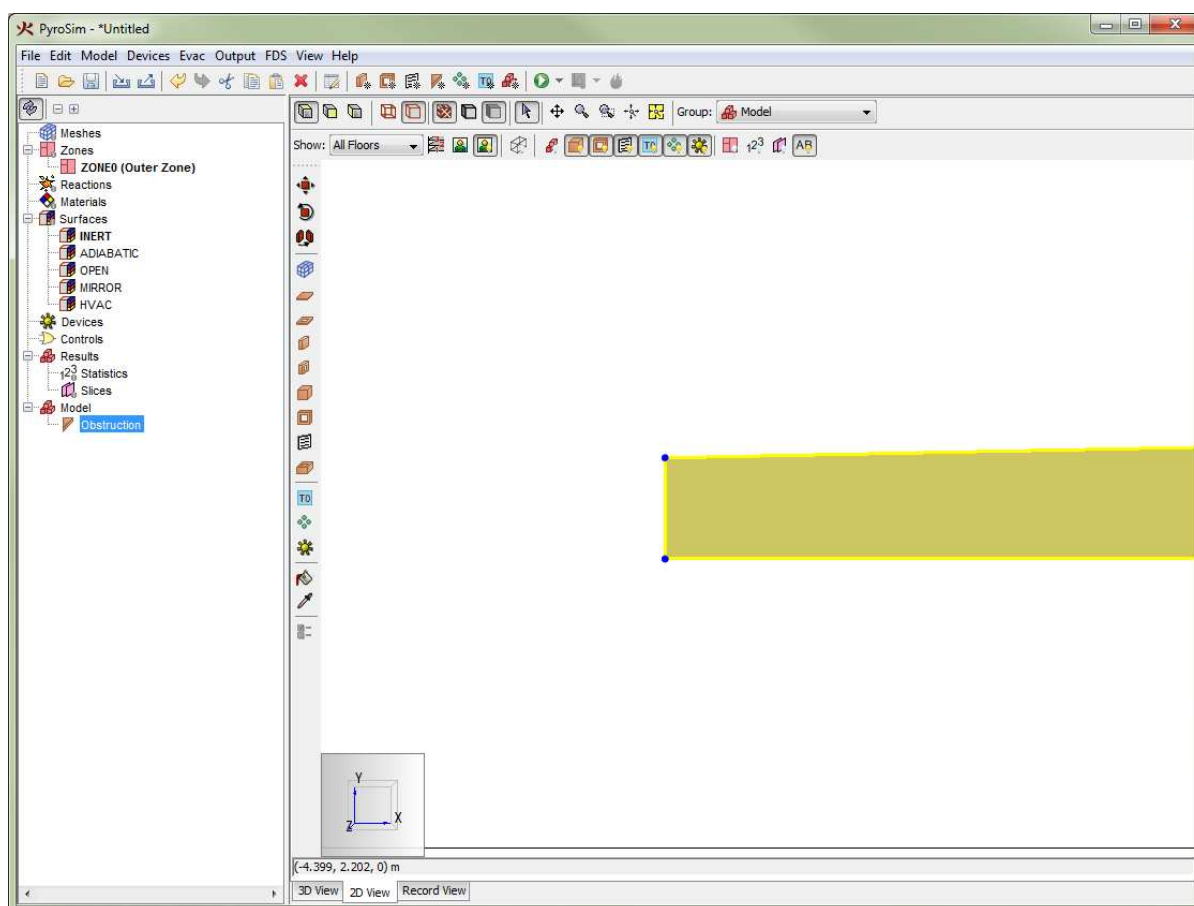 PyroSim - *Untitled
File Edit Model Devices Evac Output FDS View Help
Group: Model
Show: All Floors
Meshes
Zones
ZONE0 (Outer Zone)
Reactions
Materials
Surfaces
INERT
ADIABATIC
OPEN
MIRROR
HVAC
Devices
Controls
Results
Statistics
Slices
Model
Obstruction
Y
X
Z
(-4.399, 2.202, 0) m
3D View 2D View Record View